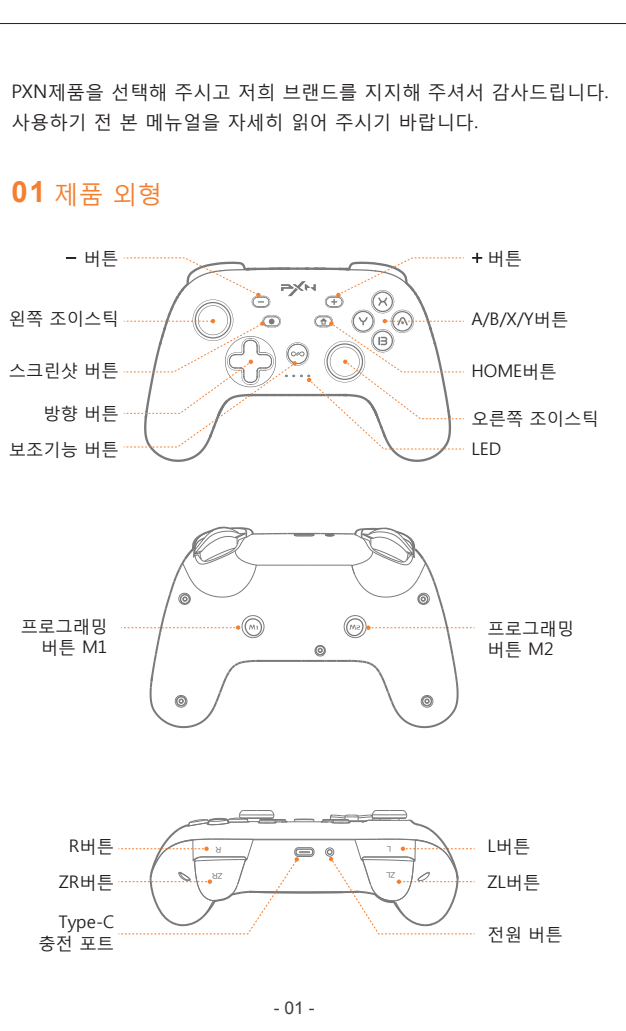 PXN제품을 선택해 주시고 저희 브랜드를 지지해 주셔서 감사드립니다.
사용하기 전 본 메뉴얼을 자세히 읽어 주시기 바랍니다.
01 제품 외형
− 버튼
+ 버튼
PXN
왼쪽 조이스틱
X
Y
A
B
A/B/X/Y버튼
스크린샷 버튼
HOME버튼
방향 버튼
오른쪽 조이스틱
보조기능 버튼
LED
프로그래밍
버튼 M1
M1
M2
프로그래밍
버튼 M2
R버튼
R
L
L버튼
ZR버튼
ZR
ZL
ZL버튼
Type-C
충전 포트
전원 버튼
- 01 -